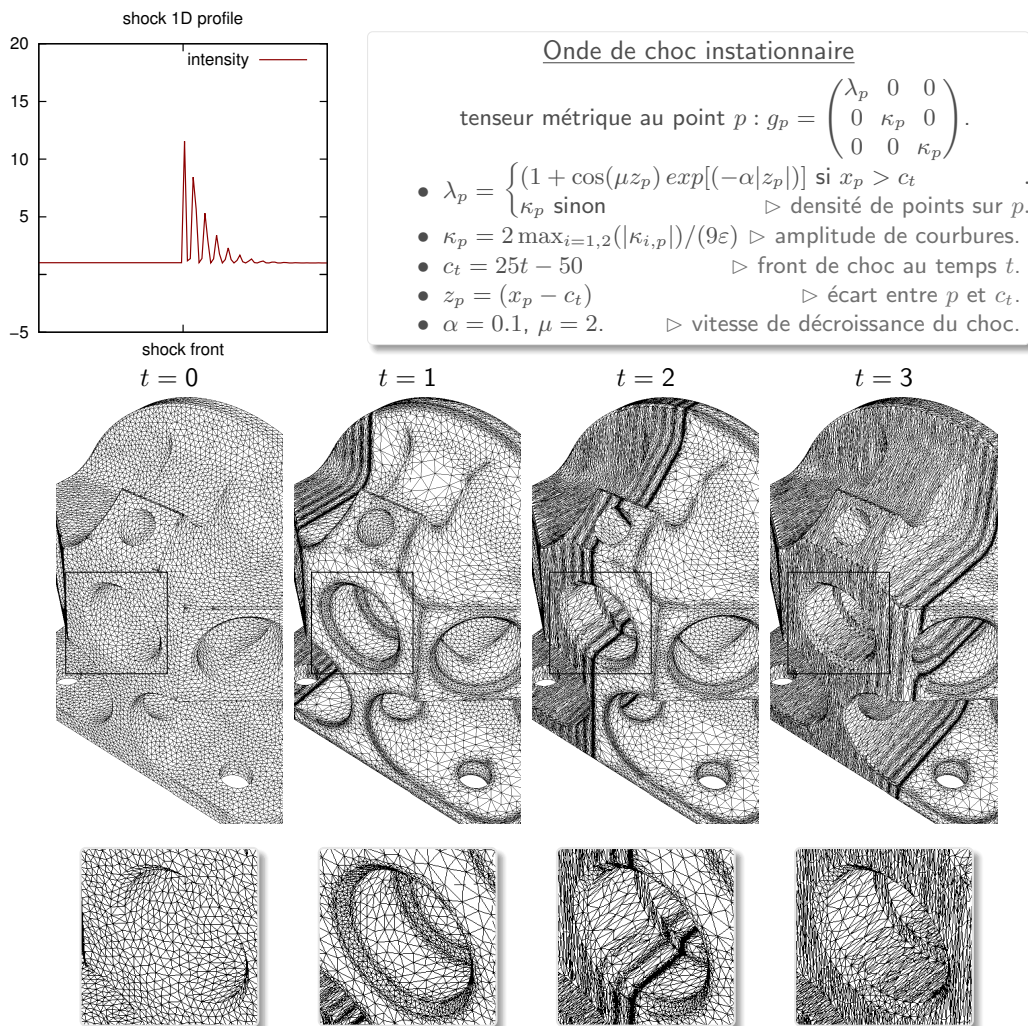 shock 1D profile
20
15
10
5
−5
intensity
shock front
Onde de choc instationnaire
tenseur métrique au point p : g_p = (λ_p 0 0
0 κ_p 0
0 0 κ_p).
• λ_p = { (1 + cos(μz_p) exp[(−α|z_p|)] si x_p > c_t .
κ_p sinon ▷ densité de points sur p.
• κ_p = 2 max_{i=1,2}(|κ_{i,p}|)/(9ε) ▷ amplitude de courbures.
• c_t = 25t − 50 ▷ front de choc au temps t.
• z_p = (x_p − c_t) ▷ écart entre p et c_t.
• α = 0.1, μ = 2. ▷ vitesse de décroissance du choc.
t = 0 t = 1 t = 2 t = 3